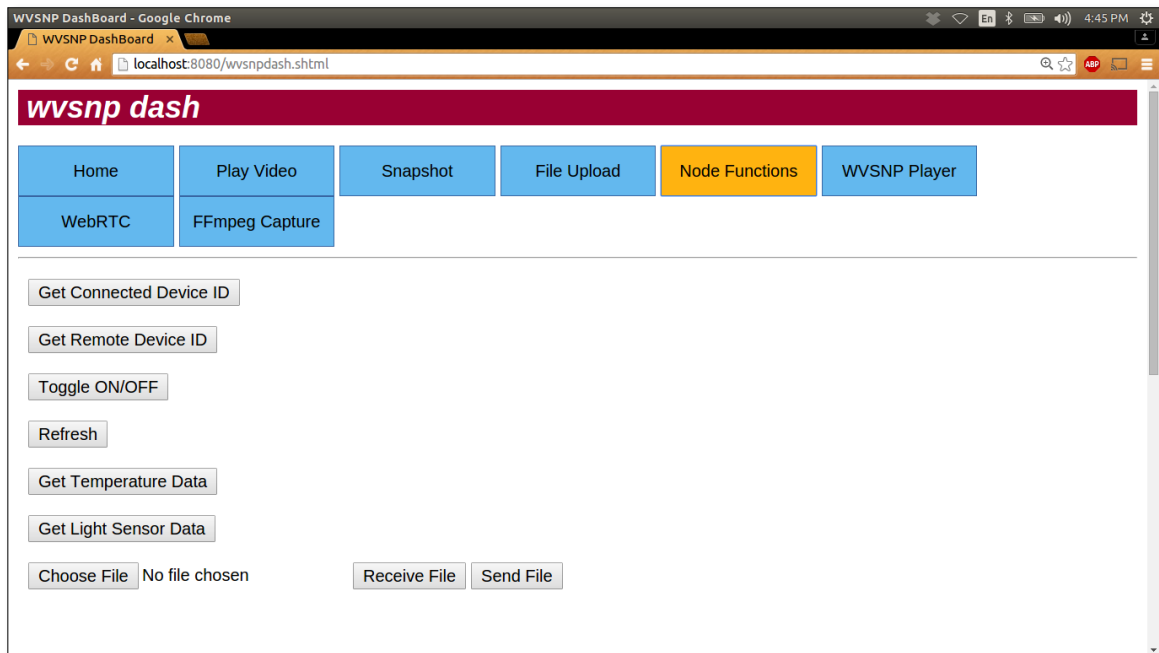 WVSNP DashBoard - Google Chrome En 4:45 PM
WVSNP DashBoard ×
localhost:8080/wvsnpdash.shtml ABP
wvsnp dash
Home Play Video Snapshot File Upload Node Functions WVSNP Player
WebRTC FFmpeg Capture
Get Connected Device ID
Get Remote Device ID
Toggle ON/OFF
Refresh
Get Temperature Data
Get Light Sensor Data
Choose File No file chosen Receive File Send File